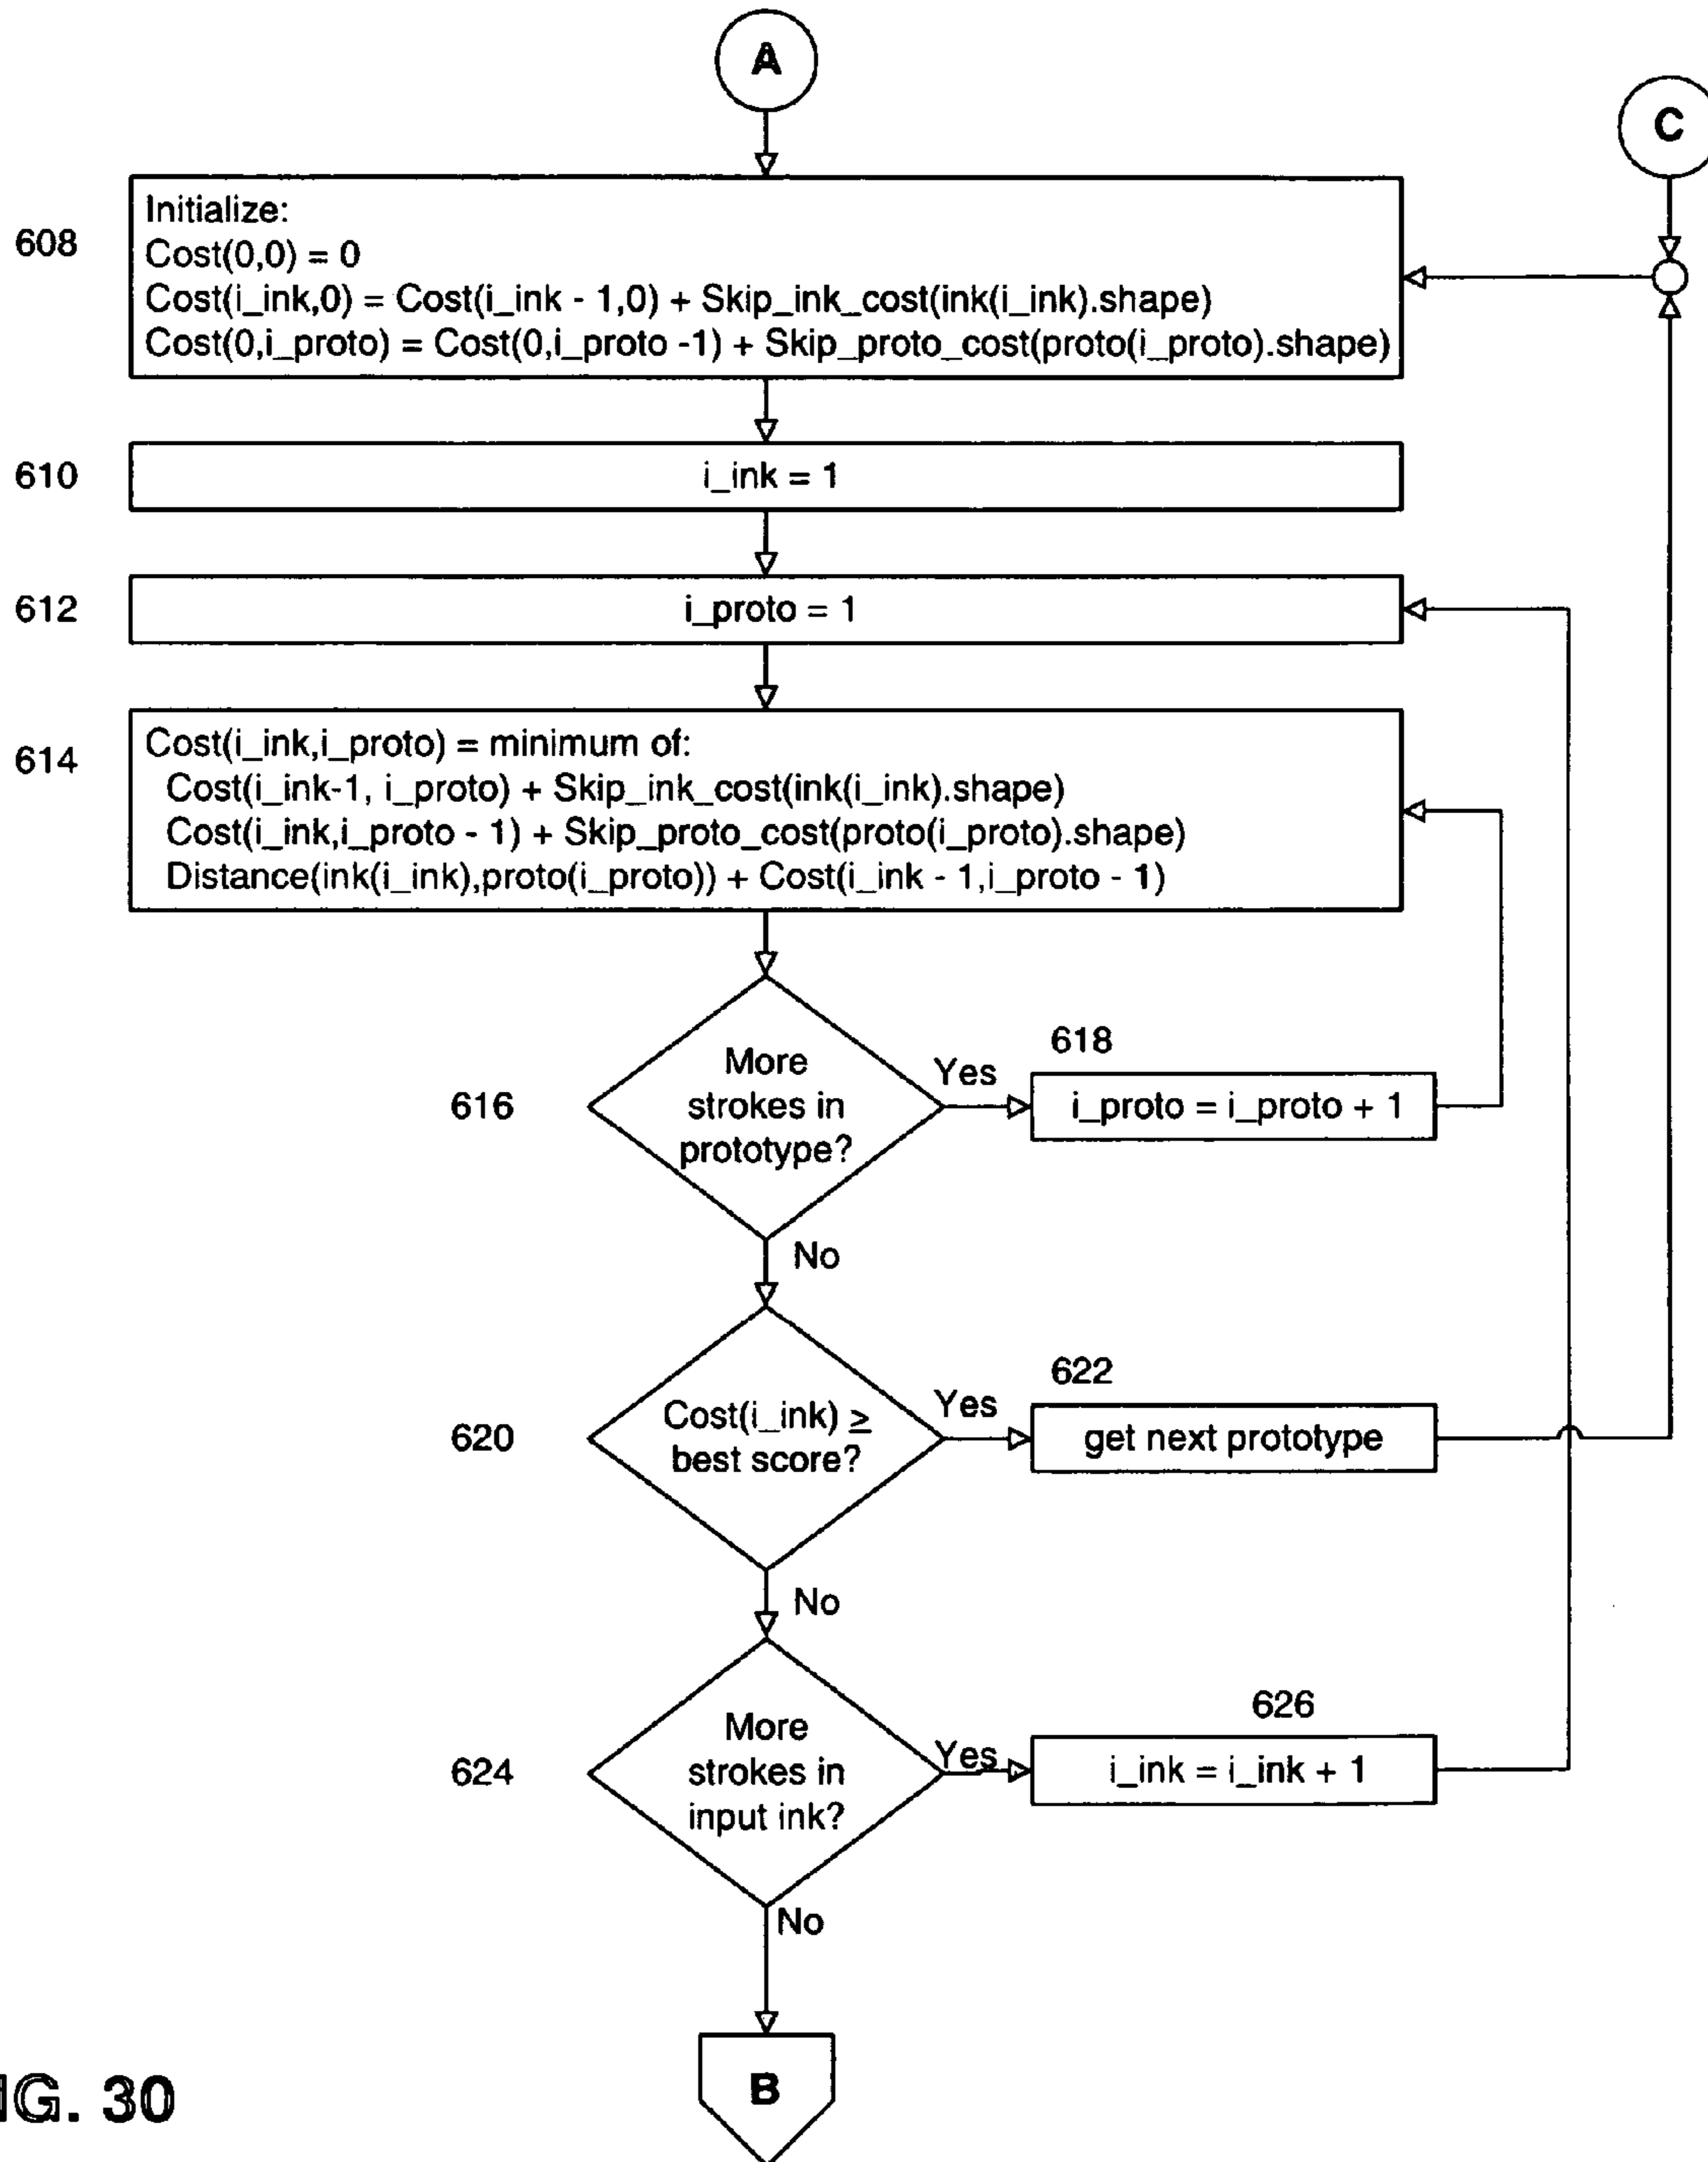 A
C
608
Initialize:
Cost(0,0) = 0
Cost(i_ink,0) = Cost(i_ink - 1,0) + Skip_ink_cost(ink(i_ink).shape)
Cost(0,i_proto) = Cost(0,i_proto -1) + Skip_proto_cost(proto(i_proto).shape)
610
i_ink = 1
612
i_proto = 1
614
Cost(i_ink,i_proto) = minimum of:
Cost(i_ink-1, i_proto) + Skip_ink_cost(ink(i_ink).shape)
Cost(i_ink,i_proto - 1) + Skip_proto_cost(proto(i_proto).shape)
Distance(ink(i_ink),proto(i_proto)) + Cost(i_ink - 1,i_proto - 1)
616
More
strokes in
prototype?
Yes
618
i_proto = i_proto + 1
No
620
Cost(i_ink) ≥
best score?
Yes
622
get next prototype
No
624
More
strokes in
input ink?
Yes
626
i_ink = i_ink + 1
No
B
IG. 30